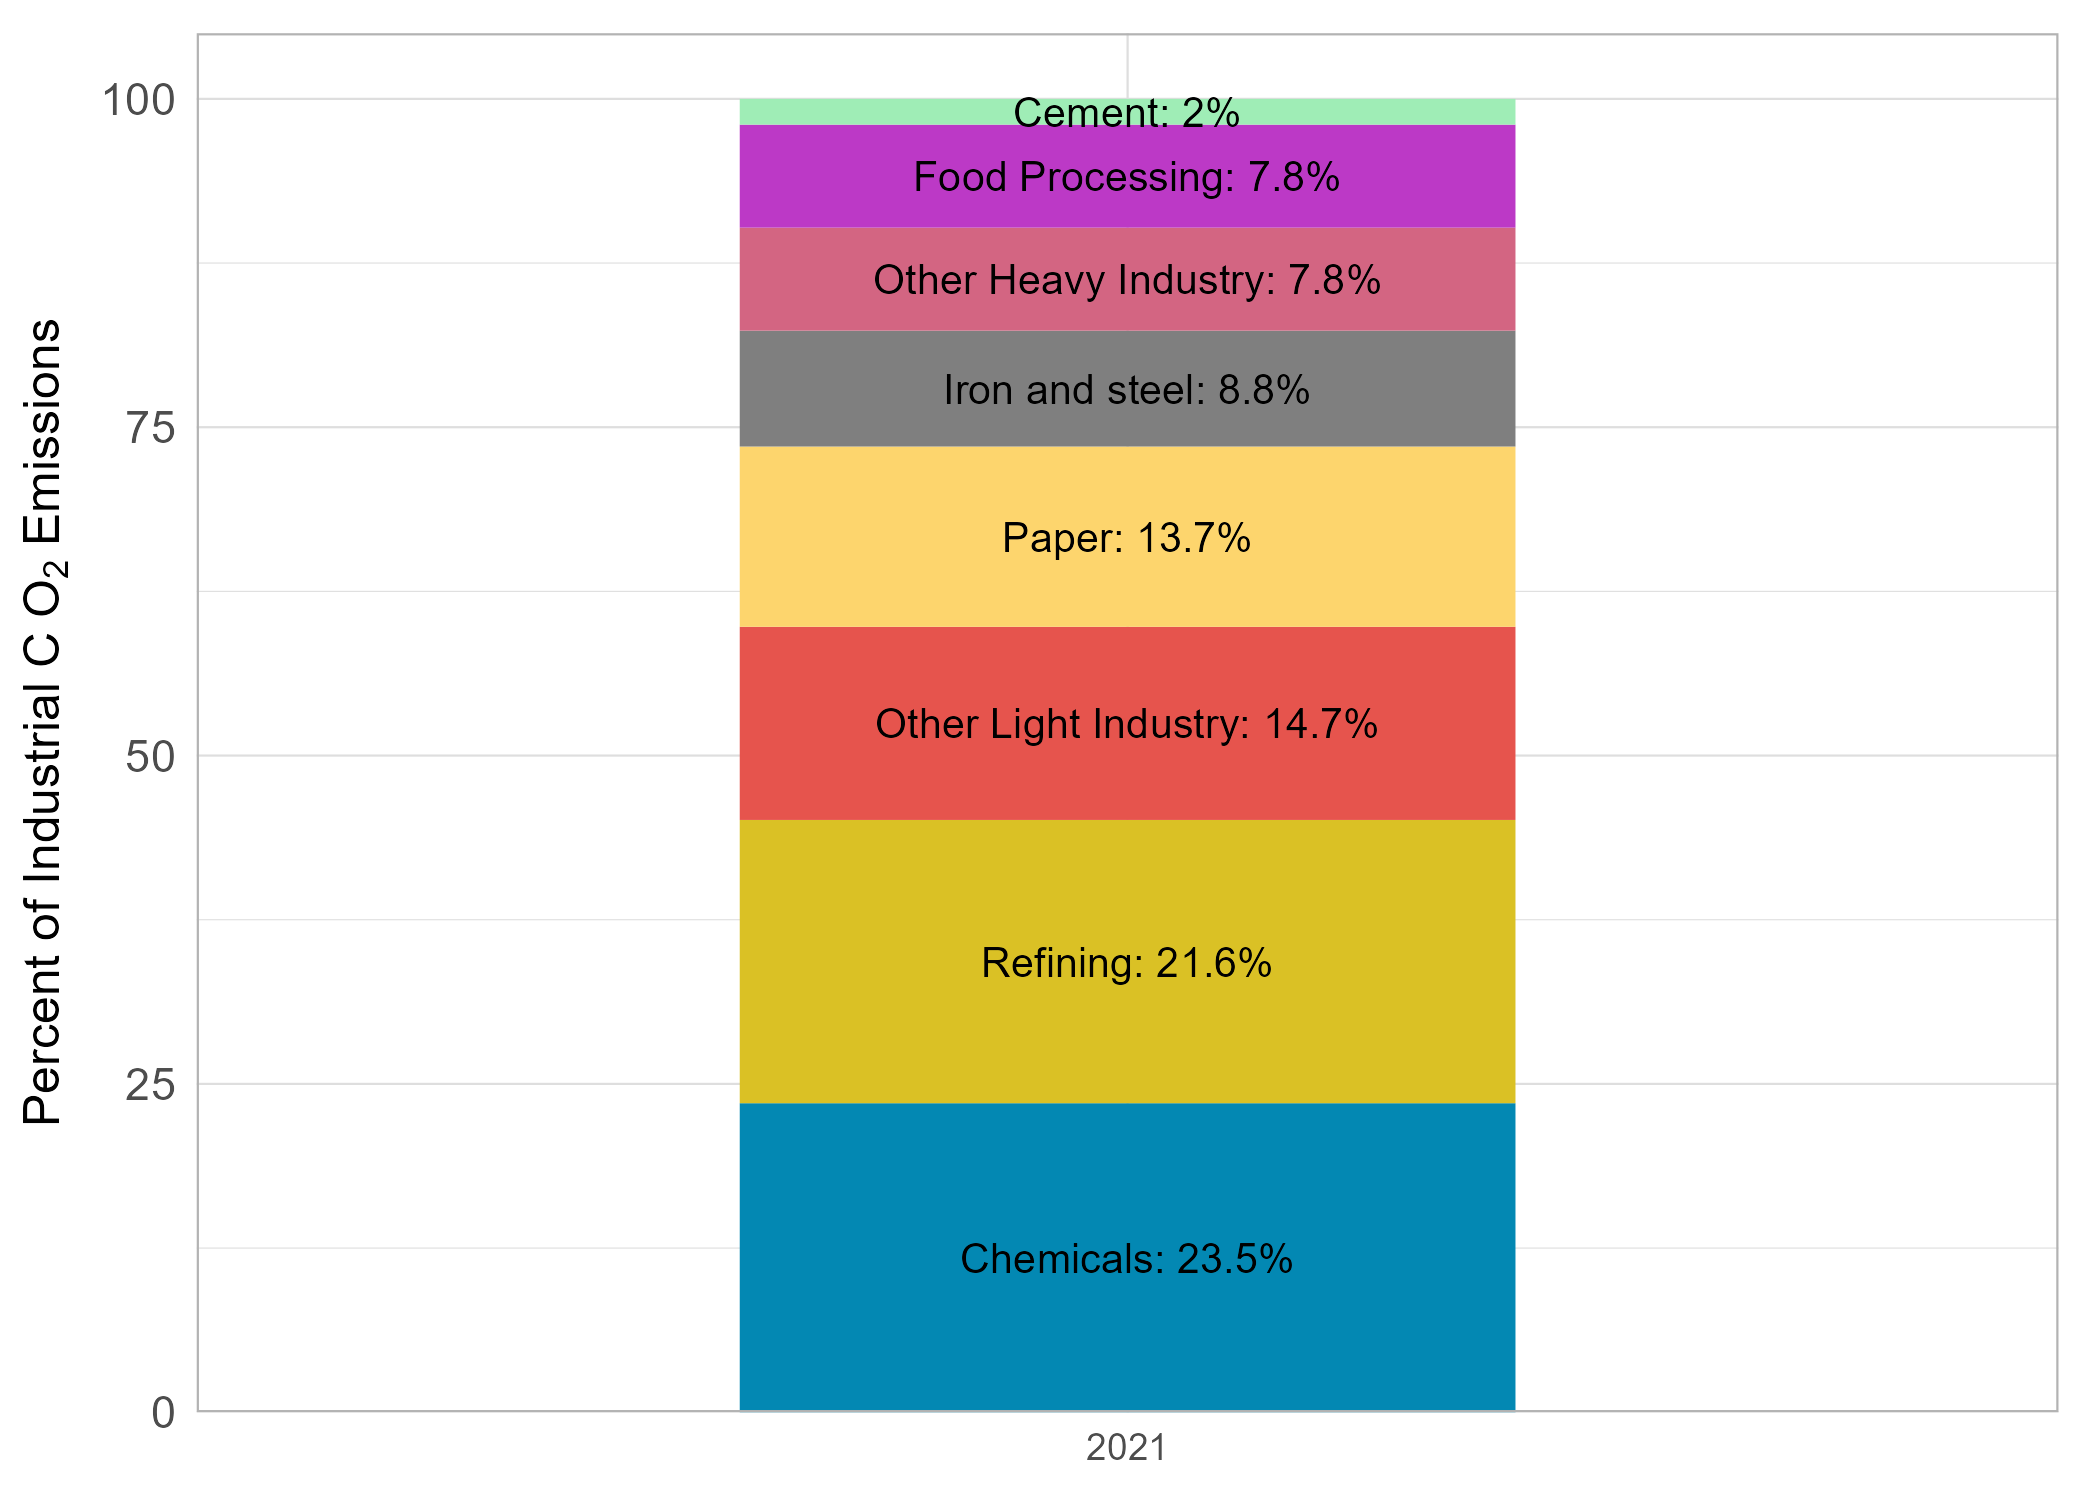 Percent of Industrial C O₂ Emissions
100
75
50
25
0
Cement: 2%
Food Processing: 7.8%
Other Heavy Industry: 7.8%
Iron and steel: 8.8%
Paper: 13.7%
Other Light Industry: 14.7%
Refining: 21.6%
Chemicals: 23.5%
2021